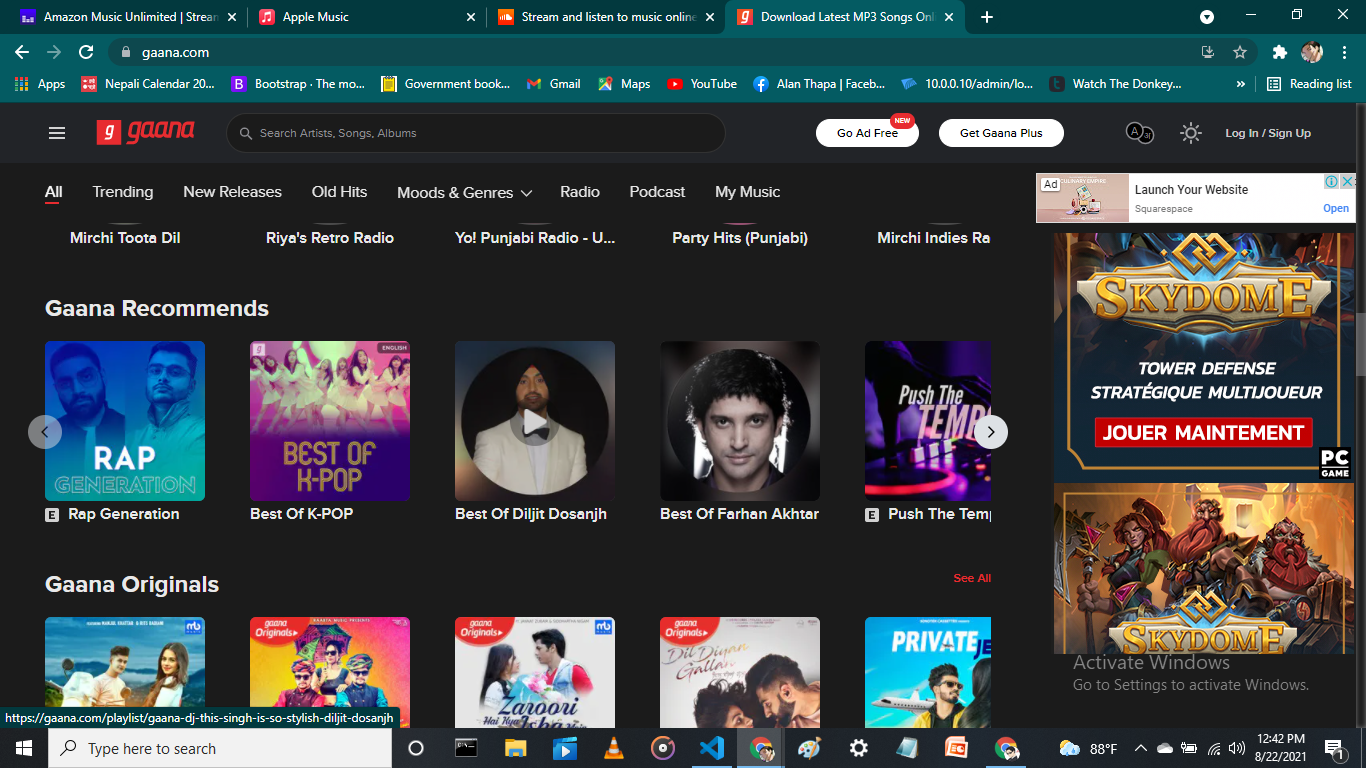 Amazon Music Unlimited | Strean
Apple Music
Stream and listen to music online
Download Latest MP3 Songs Onl
gaana.com
Apps
Nepali Calendar 20...
Bootstrap · The mo...
Government book...
Gmail
Maps
YouTube
Alan Thapa | Faceb...
10.0.0.10/admin/lo...
Watch The Donkey...
»
Reading list
gaana
Search Artists, Songs, Albums
Go Ad Free
NEW
Get Gaana Plus
Log In / Sign Up
All
Trending
New Releases
Old Hits
Moods & Genres
Radio
Podcast
My Music
Ad
Launch Your Website
Squarespace
Open
Mirchi Toota Dil
Riya's Retro Radio
Yo! Punjabi Radio - U...
Party Hits (Punjabi)
Mirchi Indies Ra
SKYDOME
TOWER DEFENSE
STRATÉGIQUE MULTIJOUEUR
JOUER MAINTEMENT
PC
GAME
Gaana Recommends
RAP
GENERATION
ENGLISH
BEST OF
K-POP
Push The
TEMP
E Rap Generation
Best Of K-POP
Best Of Diljit Dosanjh
Best Of Farhan Akhtar
E Push The Temp
Gaana Originals
See All
gaana
Originals
gaana
Originals
Zaroori
Hai Kya Ishq
gaana
Originals
Dil Diyan
Gallan
PRIVATE
JE
SKYDOME
Activate Windows
Go to Settings to activate Windows.
https://gaana.com/playlist/gaana-dj-this-singh-is-so-stylish-diljit-dosanjh
Type here to search
88°F
12:42 PM
8/22/2021
1